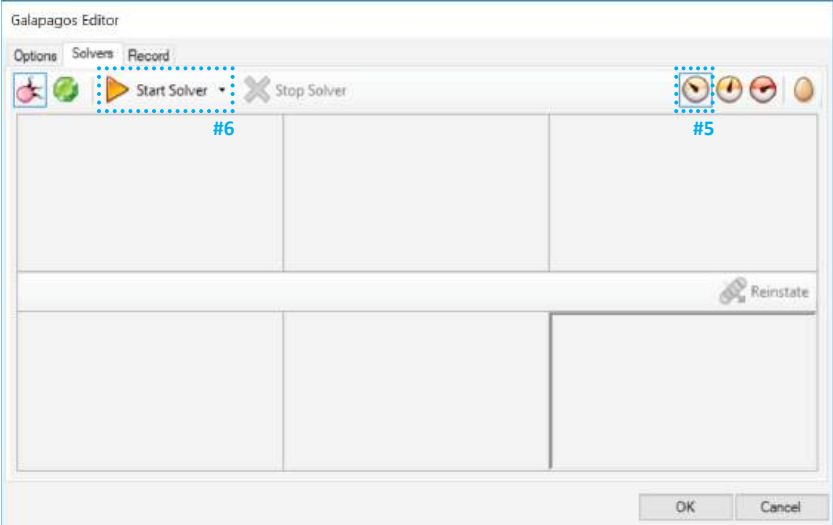 Galapagos Editor
Options Solvers Record
Start Solver Stop Solver
#6 #5
Reinstate
OK Cancel